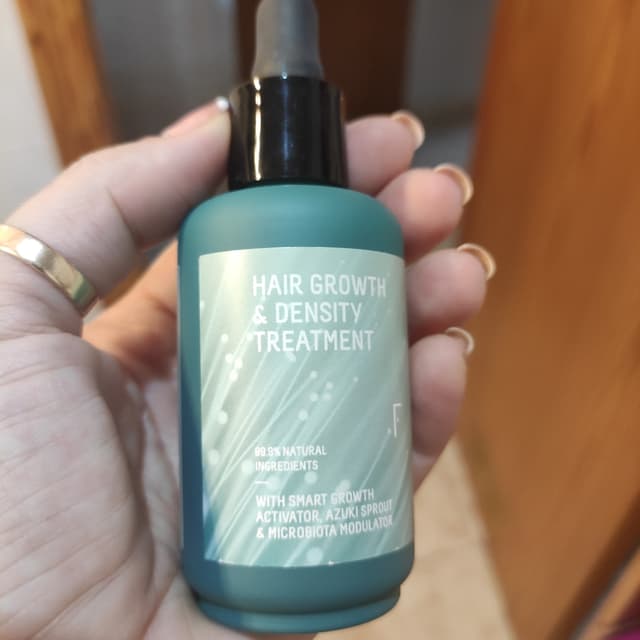 HAIR GROWTH
& DENSITY
TREATMENT
F
99.9% NATURAL
INGREDIENTS
WITH SMART GROWTH
ACTIVATOR, AZUKI SPROUT
& MICROBIOTA MODULATOR